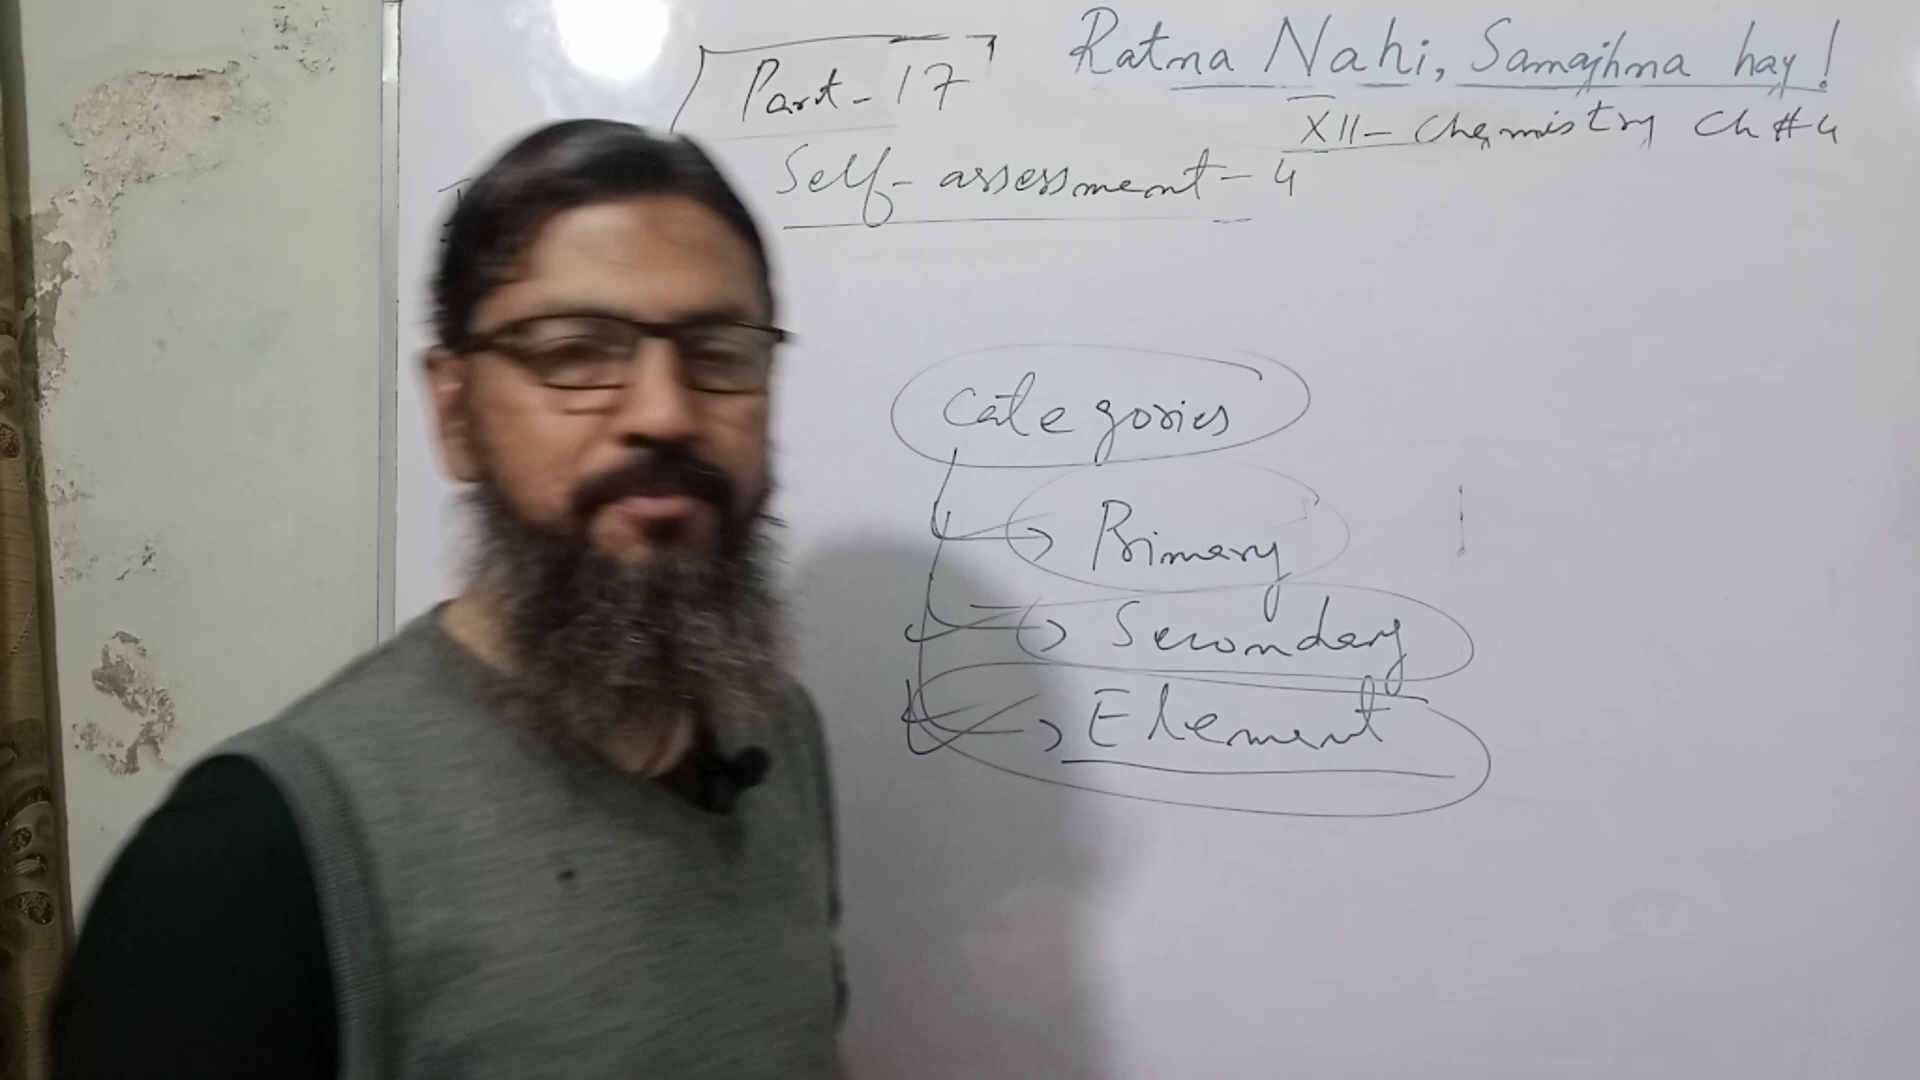 Part-17
Ratna Nahi, Samajhna hay!
XII- Chemistry Ch #4
Self-assessment-4
Categories
Primary
Secondary
Element